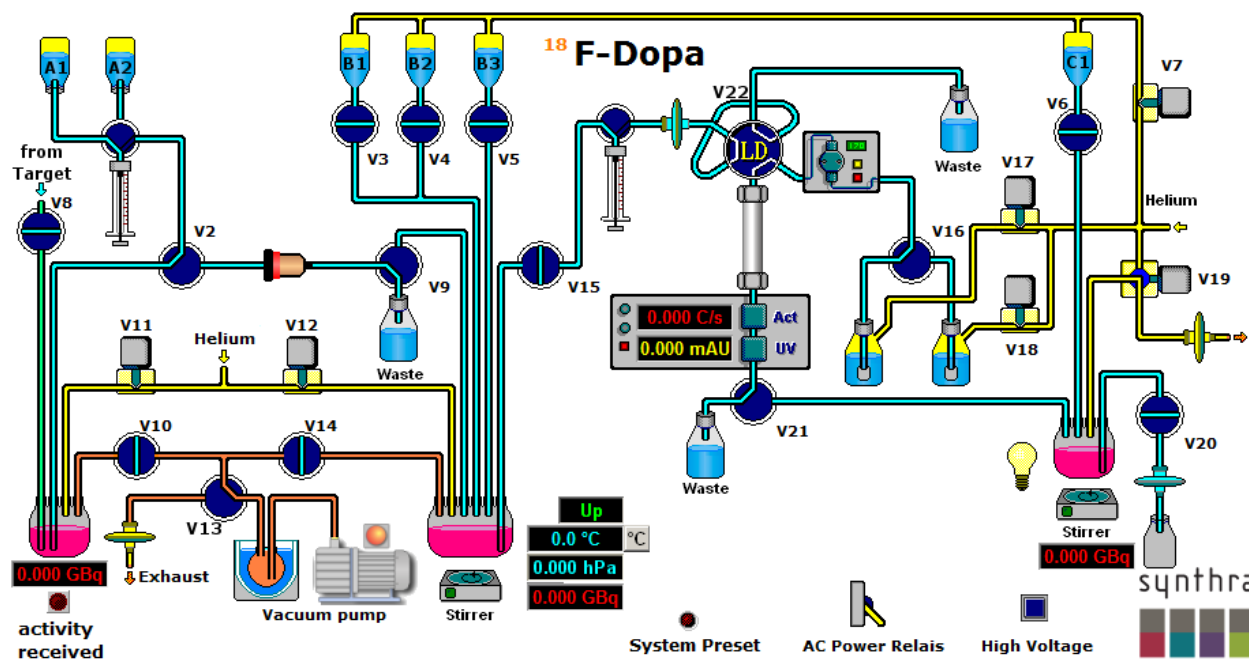 18 F-Dopa
A1
A2
B1
B2
B3
C1
V7
V22
V6
V3
V4
V5
LD
170
from
Target
Waste
V17
V8
Helium
V2
V16
V9
V15
V19
V11
Helium
V12
0.000 C/s
Act
0.000 mAU
UV
V18
Waste
V10
V14
V21
V20
Waste
V13
Up
0.0 °C
°C
0.000 hPa
0.000 GBq
Stirrer
0.000 GBq
0.000 GBq
Exhaust
Vacuum pump
Stirrer
activity
received
System Preset
AC Power Relais
High Voltage
synthra